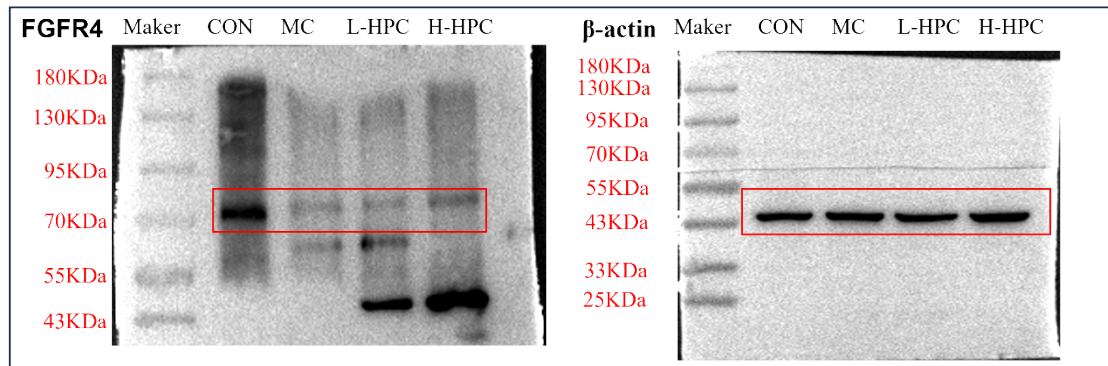 FGFR4 Maker CON MC L-HPC H-HPC
180KDa
130KDa
95KDa
70KDa
55KDa
43KDa
β-actin Maker CON MC L-HPC H-HPC
180KDa
130KDa
95KDa
70KDa
55KDa
43KDa
33KDa
25KDa